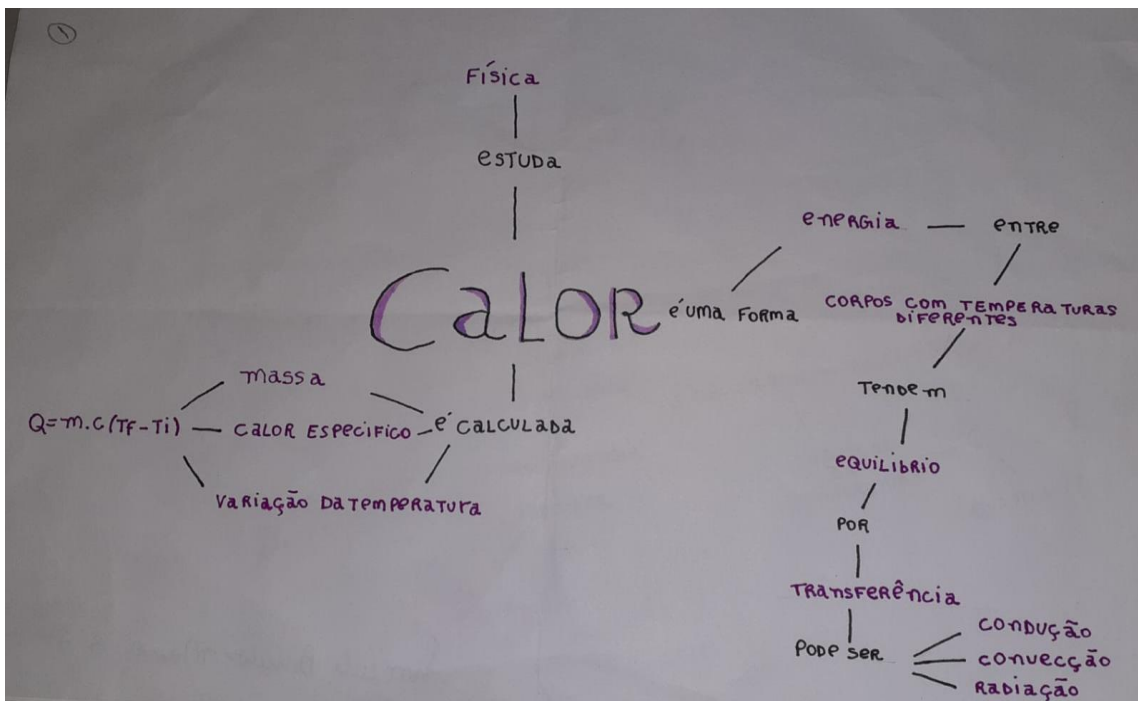 1
Física
estuda
Calor
é uma forma
energia
entre
corpos com temperaturas
diferentes
tendem
equilibrio
por
transferência
pode ser
condução
convecção
radiação
é calculada
massa
calor especifico
variação da temperatura
Q=m.c(Tf-Ti)